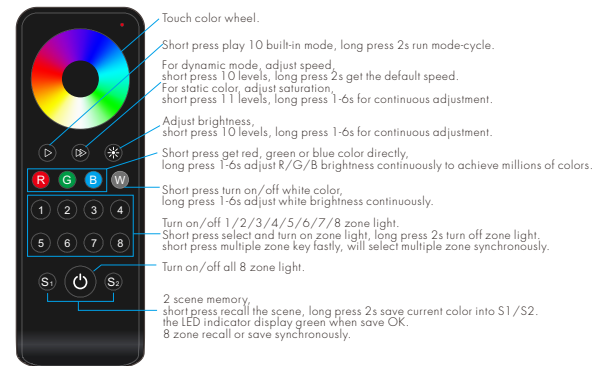 Touch color wheel.
Short press play 10 built-in mode, long press 2s run mode-cycle.
For dynamic mode, adjust speed,
short press 10 levels, long press 2s get the default speed.
For static color, adjust saturation,
short press 11 levels, long press 1-6s for continuous adjustment.
Adjust brightness,
short press 10 levels, long press 1-6s for continuous adjustment.
Short press get red, green or blue color directly,
long press 1-6s adjust R/G/B brightness continuously to achieve millions of colors.
R G B W
Short press turn on/off white color,
long press 1-6s adjust white brightness continuously.
1 2 3 4
5 6 7 8
Turn on/off 1/2/3/4/5/6/7/8 zone light.
Short press select and turn on zone light, long press 2s turn off zone light.
short press multiple zone key fastly, will select multiple zone synchronously.
Turn on/off all 8 zone light.
S1 S2
2 scene memory,
short press recall the scene, long press 2s save current color into S1/S2.
the LED indicator display green when save OK.
8 zone recall or save synchronously.